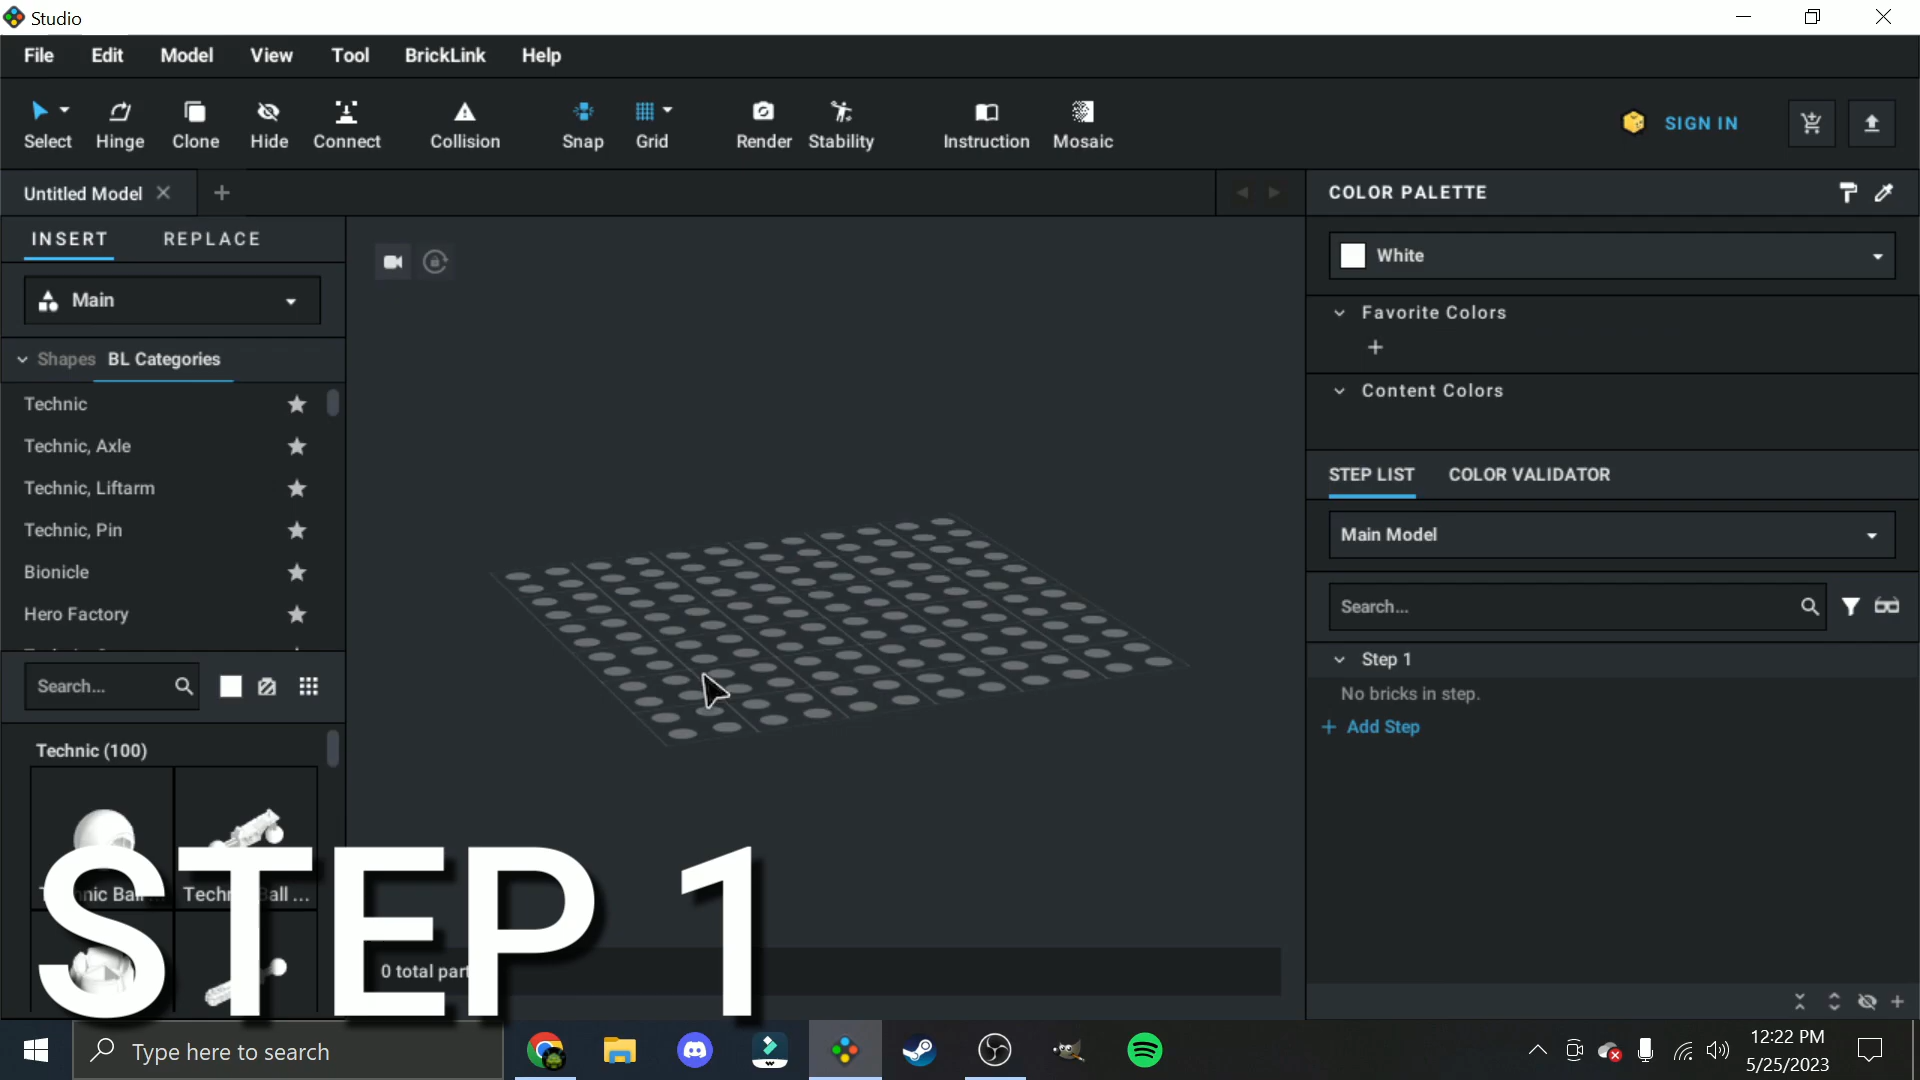 Studio
File Edit Model View Tool BrickLink Help
Select Hinge Clone Hide Connect Collision Snap Grid Render Stability Instruction Mosaic SIGN IN
Untitled Model
COLOR PALETTE
INSERT REPLACE
White
Main
Favorite Colors
Shapes BL Categories
Content Colors
Technic
Technic, Axle
STEP LIST COLOR VALIDATOR
Technic, Liftarm
Technic, Pin
Main Model
Bionicle
Hero Factory
Search...
Step 1
Search...
No bricks in step.
Add Step
Technic (100)
STEP 1
0 total
Type here to search
12:22 PM
5/25/2023